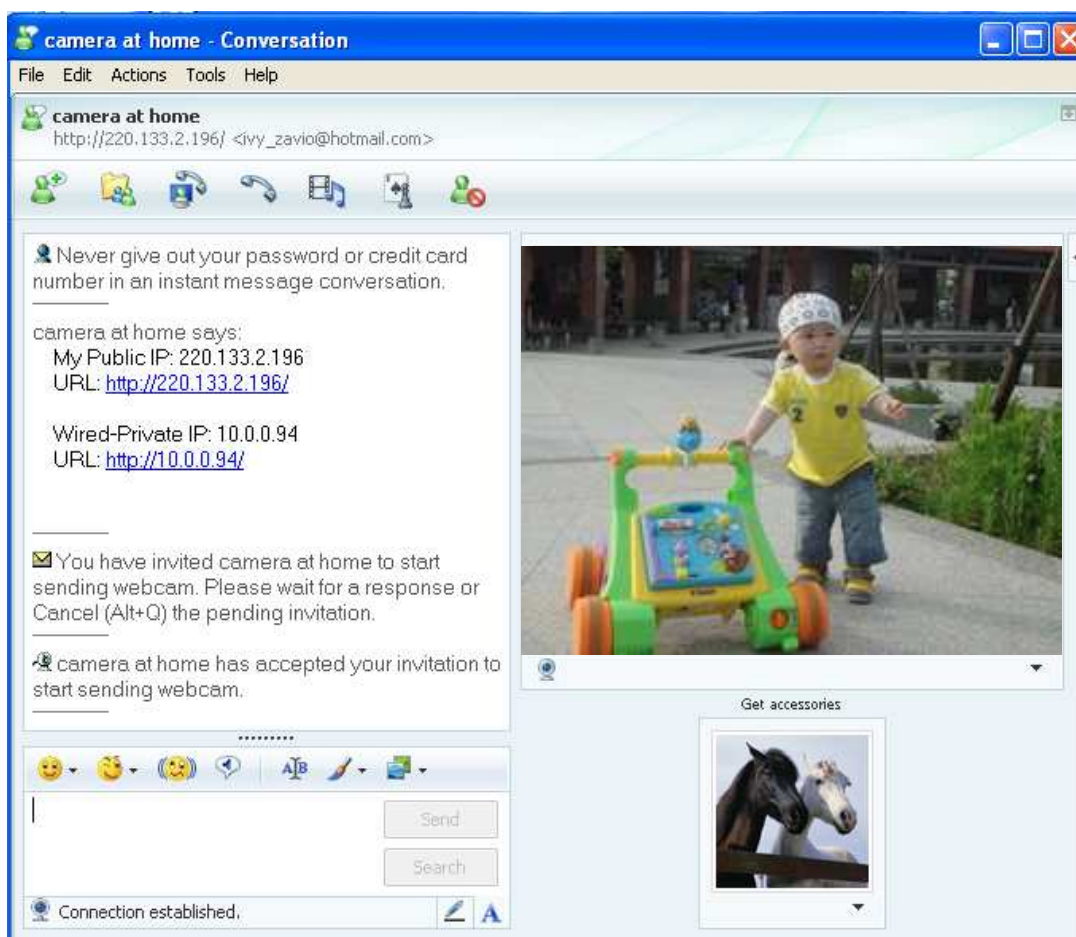 camera at home - Conversation
File Edit Actions Tools Help
camera at home
http://220.133.2.196/ <ivy_zavio@hotmail.com>
Never give out your password or credit card
number in an instant message conversation.
camera at home says:
My Public IP: 220.133.2.196
URL: http://220.133.2.196/
Wired-Private IP: 10.0.0.94
URL: http://10.0.0.94/
You have invited camera at home to start
sending webcam. Please wait for a response or
Cancel (Alt+Q) the pending invitation.
camera at home has accepted your invitation to
start sending webcam.
Get accessories
AB
Send
Search
Connection established.
A
2